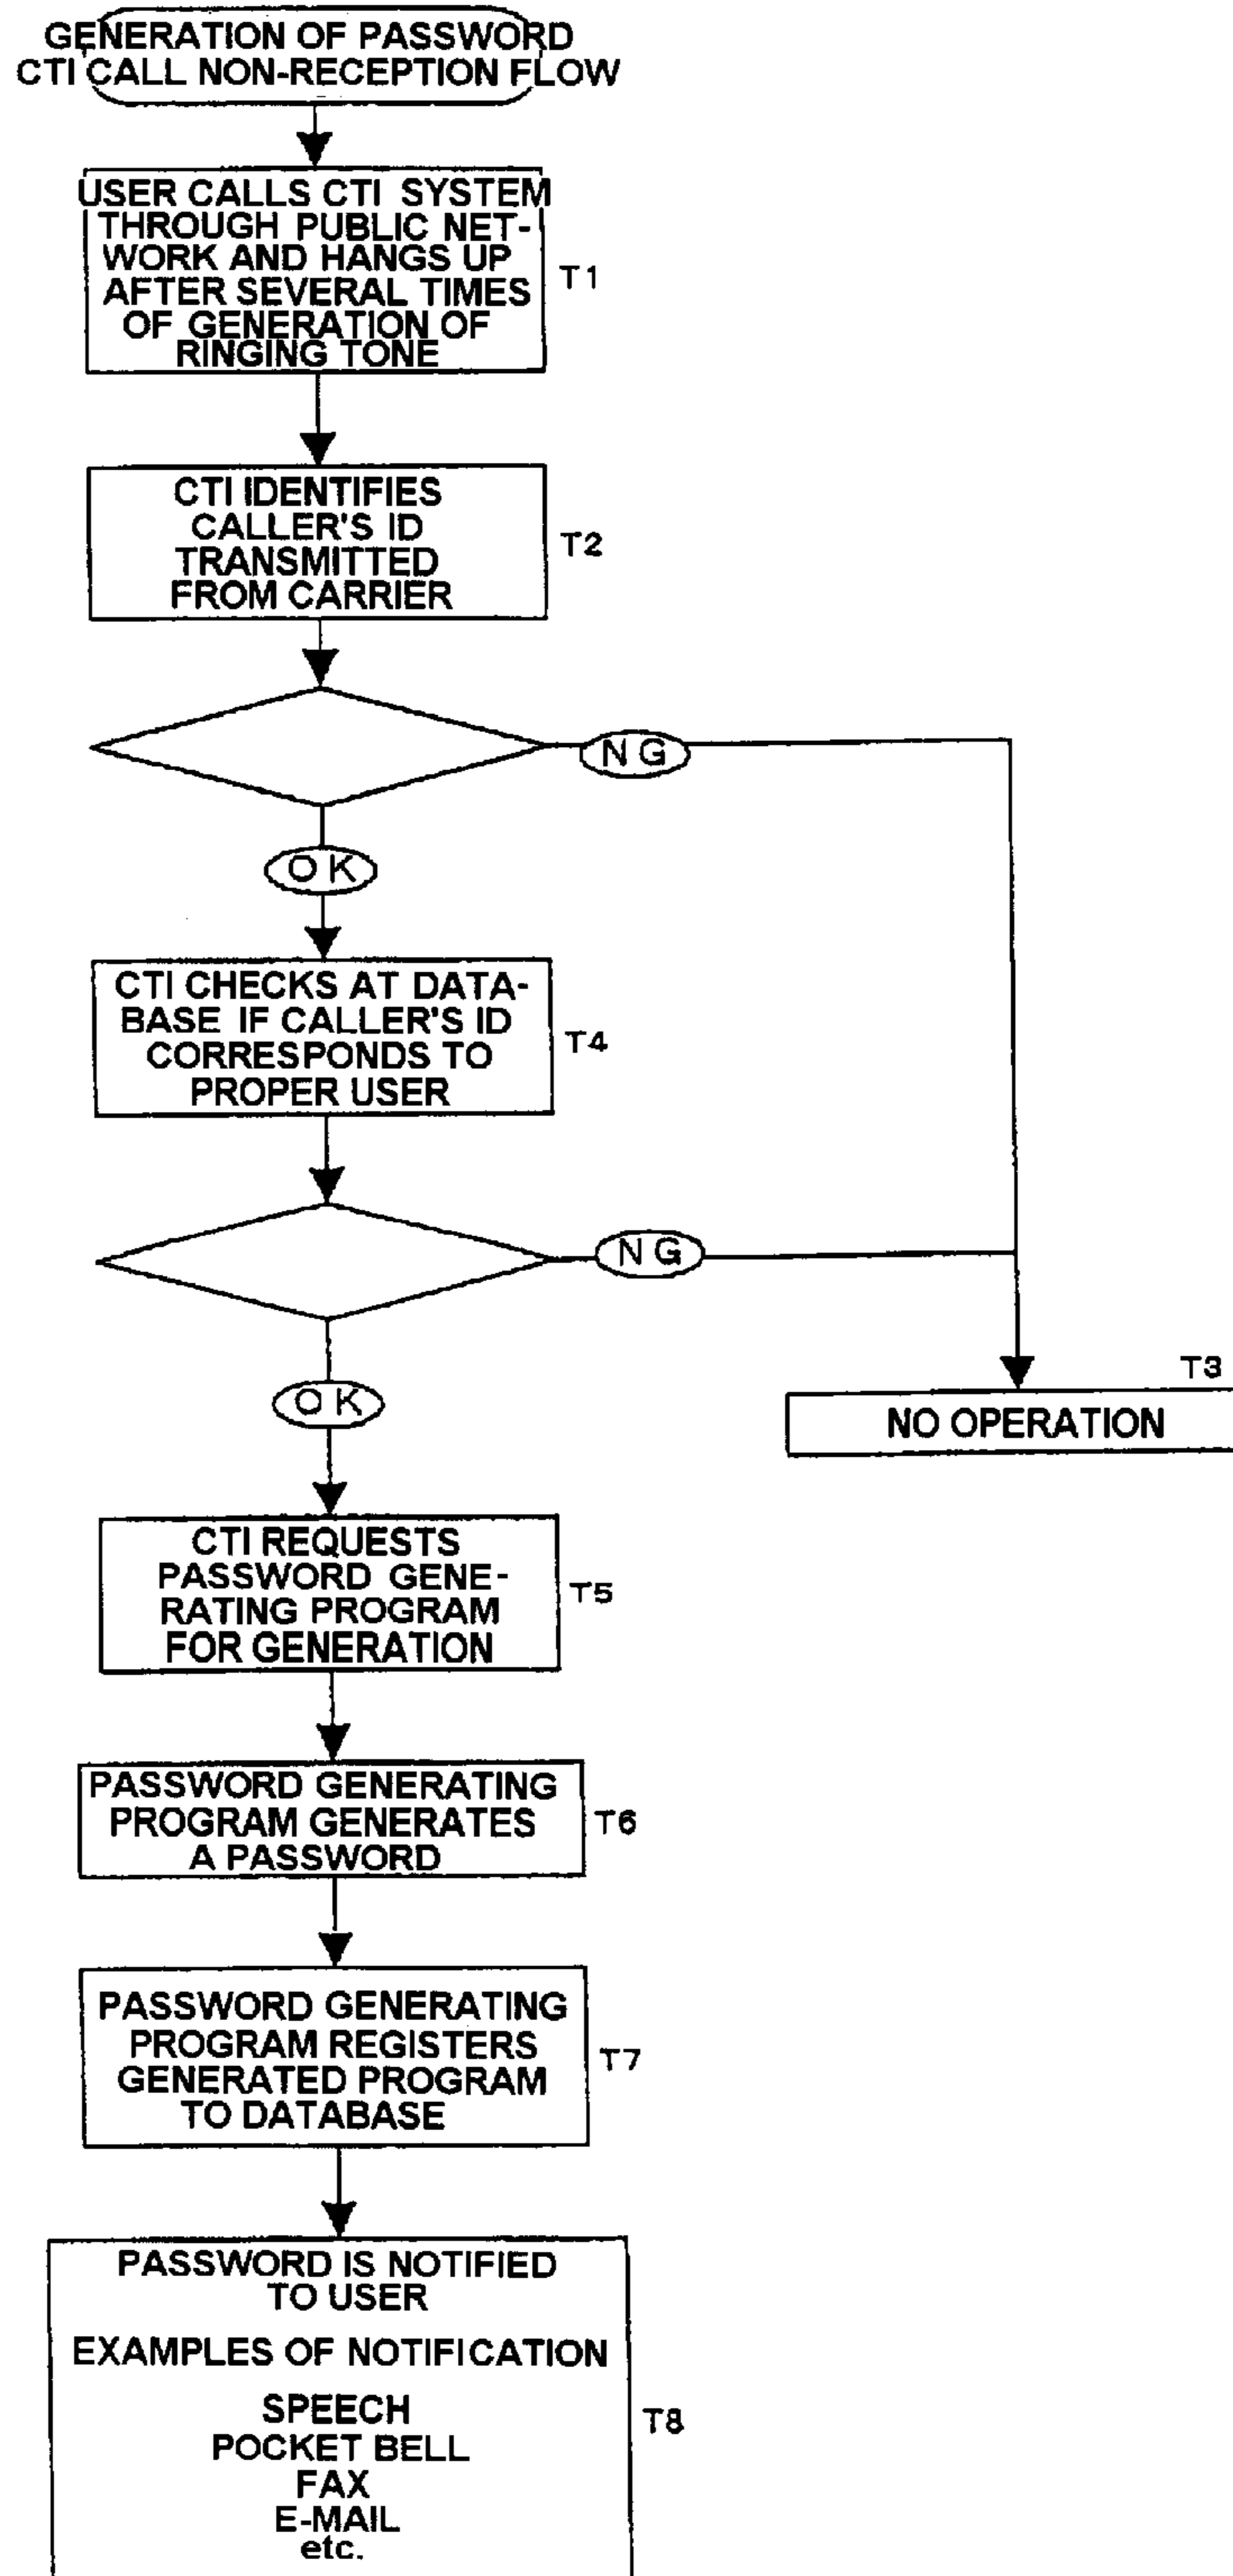 GENERATION OF PASSWORD
CTI CALL NON-RECEPTION FLOW
USER CALLS CTI SYSTEM
THROUGH PUBLIC NET-
WORK AND HANGS UP
AFTER SEVERAL TIMES
OF GENERATION OF
RINGING TONE
T1
CTI IDENTIFIES
CALLER'S ID
TRANSMITTED
FROM CARRIER
T2
NG
OK
CTI CHECKS AT DATA-
BASE IF CALLER'S ID
CORRESPONDS TO
PROPER USER
T4
NG
OK
T3
NO OPERATION
CTI REQUESTS
PASSWORD GENE-
RATING PROGRAM
FOR GENERATION
T5
PASSWORD GENERATING
PROGRAM GENERATES
A PASSWORD
T6
PASSWORD GENERATING
PROGRAM REGISTERS
GENERATED PROGRAM
TO DATABASE
T7
PASSWORD IS NOTIFIED
TO USER
EXAMPLES OF NOTIFICATION
SPEECH
POCKET BELL
FAX
E-MAIL
etc.
T8